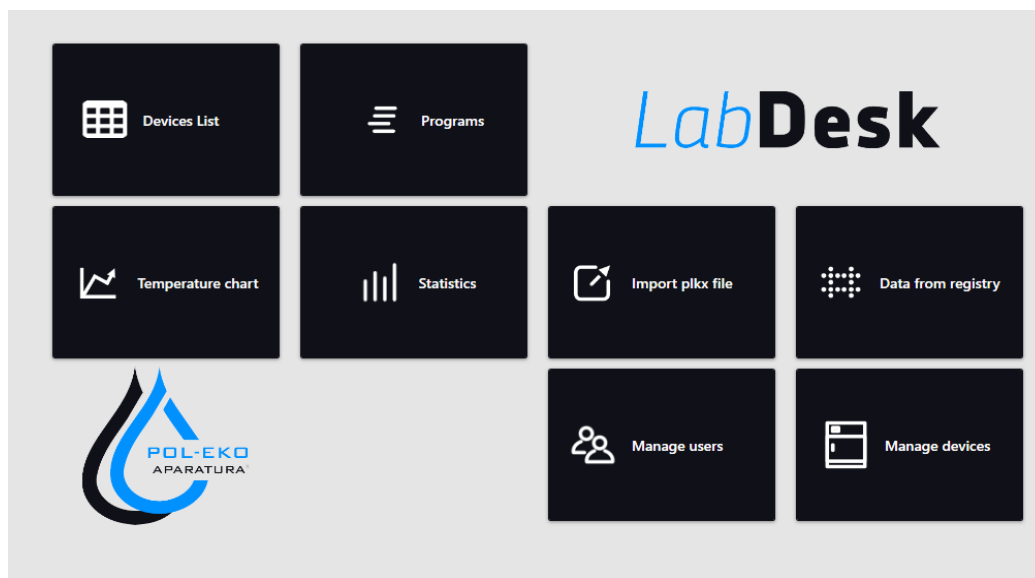 Devices List
Programs
LabDesk
Temperature chart
Statistics
Import plkx file
Data from registry
POL-EKO
APARATURA
Manage users
Manage devices